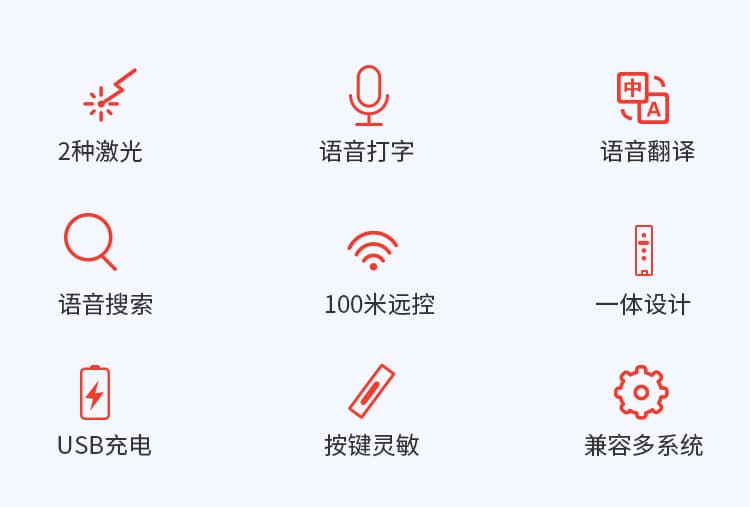 中
A
2种激光
语音打字
语音翻译
语音搜索
100米远控
一体设计
USB充电
按键灵敏
兼容多系统